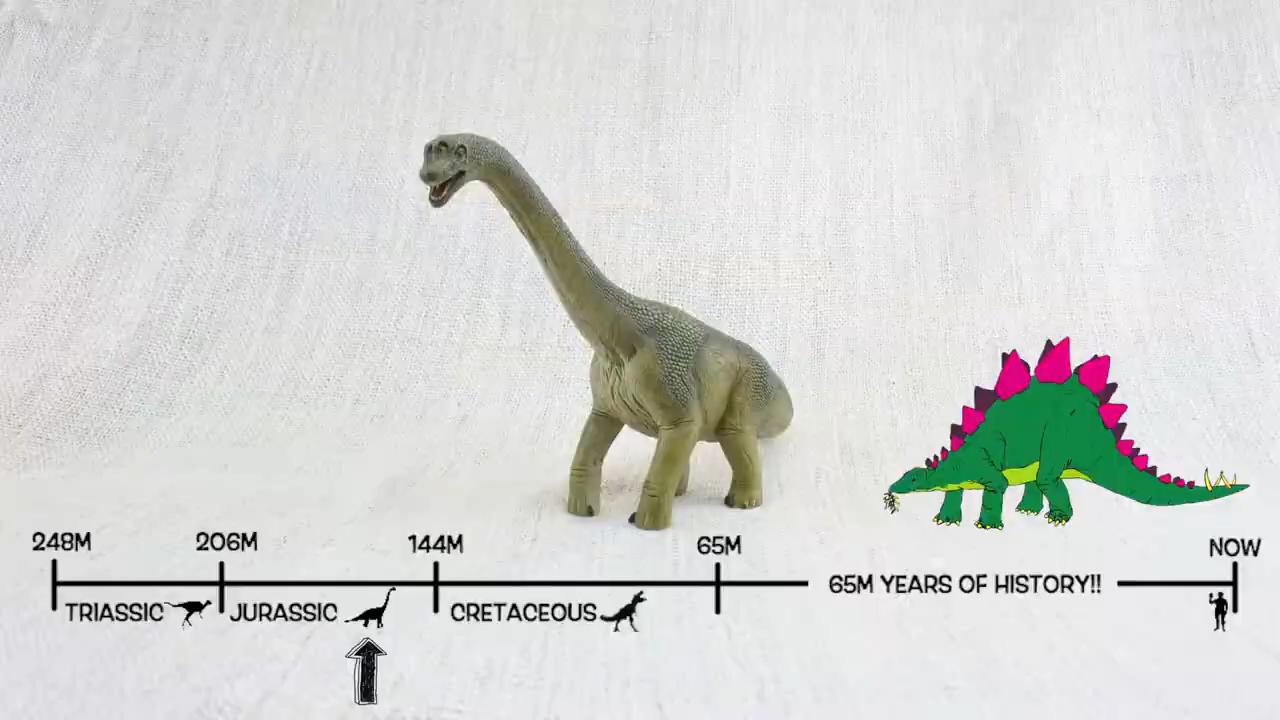 248M
206M
144M
65M
NOW
65M YEARS OF HISTORY!!
TRIASSIC
JURASSIC
CRETACEOUS